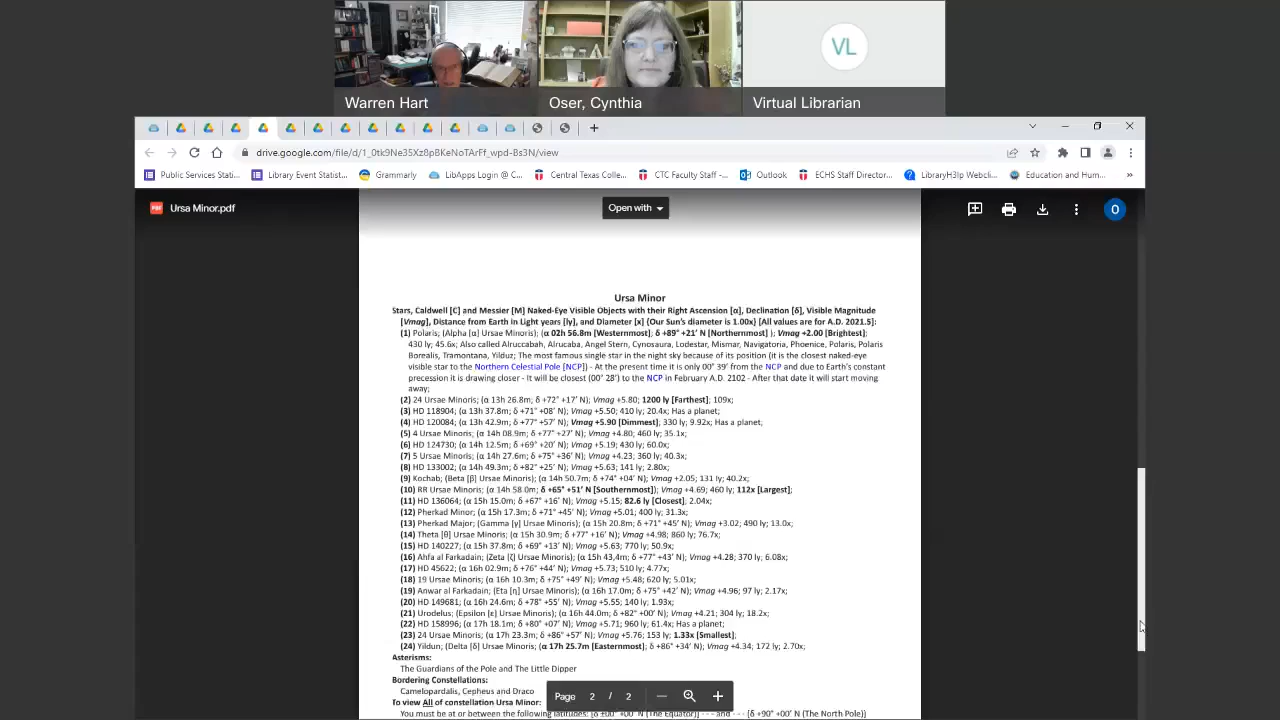 Warren Hart
Oser, Cynthia
VL
Virtual Librarian
drive.google.com/file/d/1_0tk9Ne35Xz8pBKeNoTArFf_wpd-Bs3N/view
Public Services Stati...
Library Event Statist...
Grammarly
LibApps Login @ C...
Central Texas Colle...
CTC Faculty Staff -...
Outlook
ECHS Staff Director...
LibraryH3lp Webcli...
Education and Hum...
PDF
Ursa Minor.pdf
Open with
O
Ursa Minor
Stars, Caldwell [C] and Messier [M] Naked-Eye Visible Objects with their Right Ascension [α], Declination [δ], Visible Magnitude
[Vmag], Distance from Earth in Light years [ly], and Diameter [x] {Our Sun's diameter is 1.00x} [All values are for A.D. 2021.5]:
(1) Polaris; (Alpha [α] Ursae Minoris); (α 02h 56.8m [Westernmost]; δ +89° +21′ N [Northernmost] ); Vmag +2.00 [Brightest];
430 ly; 45.6x; Also called Alruccabah, Alrucaba, Angel Stern, Cynosaura, Lodestar, Mismar, Navigatoria, Phoenice, Polaris, Polaris
Borealis, Tramontana, Yilduz; The most famous single star in the night sky because of its position (it is the closest naked-eye
visible star to the Northern Celestial Pole [NCP]) - At the present time it is only 00° 39′ from the NCP and due to Earth's constant
precession it is drawing closer - It will be closest (00° 28′) to the NCP in February A.D. 2102 - After that date it will start moving
away;
(2) 24 Ursae Minoris; (α 13h 26.8m; δ +72° +17′ N); Vmag +5.80; 1200 ly [Farthest]; 109x;
(3) HD 118904; (α 13h 37.8m; δ +71° +08′ N); Vmag +5.50; 410 ly; 20.4x; Has a planet;
(4) HD 120084; (α 13h 42.9m; δ +77° +57′ N); Vmag +5.90 [Dimmest]; 330 ly; 9.92x; Has a planet;
(5) 4 Ursae Minoris; (α 14h 08.9m; δ +77° +27′ N); Vmag +4.80; 460 ly; 35.1x;
(6) HD 124730; (α 14h 12.5m; δ +69° +20′ N); Vmag +5.19; 430 ly; 60.0x;
(7) 5 Ursae Minoris; (α 14h 27.6m; δ +75° +36′ N); Vmag +4.23; 360 ly; 40.3x;
(8) HD 133002; (α 14h 49.3m; δ +82° +25′ N); Vmag +5.63; 141 ly; 2.80x;
(9) Kochab; (Beta [β] Ursae Minoris); (α 14h 50.7m; δ +74° +04′ N); Vmag +2.05; 131 ly; 40.2x;
(10) RR Ursae Minoris; (α 14h 58.0m; δ +65° +51′ N [Southernmost]); Vmag +4.69; 460 ly; 112x [Largest];
(11) HD 136064; (α 15h 15.0m; δ +67° +16′ N); Vmag +5.15; 82.6 ly [Closest]; 2.04x;
(12) Pherkad Minor; (α 15h 17.3m; δ +71° +45′ N); Vmag +5.01; 400 ly; 31.3x;
(13) Pherkad Major; (Gamma [γ] Ursae Minoris); (α 15h 20.8m; δ +71° +45′ N); Vmag +3.02; 490 ly; 13.0x;
(14) Theta [θ] Ursae Minoris; (α 15h 30.9m; δ +77° +16′ N); Vmag +4.98; 860 ly; 76.7x;
(15) HD 140227; (α 15h 37.8m; δ +69° +13′ N); Vmag +5.63; 770 ly; 50.9x;
(16) Ahfa al Farkadain; (Zeta [ζ] Ursae Minoris); (α 15h 43,4m; δ +77° +43′ N); Vmag +4.28; 370 ly; 6.08x;
(17) HD 45622; (α 16h 02.9m; δ +76° +44′ N); Vmag +5.73; 510 ly; 4.77x;
(18) 19 Ursae Minoris; (α 16h 10.3m; δ +75° +49′ N); Vmag +5.48; 620 ly; 5.01x;
(19) Anwar al Farkadain; (Eta [η] Ursae Minoris); (α 16h 17.0m; δ +75° +42′ N); Vmag +4.96; 97 ly; 2.17x;
(20) HD 149681; (α 16h 24.6m; δ +78° +55′ N); Vmag +5.55; 140 ly; 1.93x;
(21) Urodelus; (Epsilon [ε] Ursae Minoris); (α 16h 44.0m; δ +82° +00′ N); Vmag +4.21; 304 ly; 18.2x;
(22) HD 158996; (α 17h 18.1m; δ +80° +07′ N); Vmag +5.71; 960 ly; 61.4x; Has a planet;
(23) 24 Ursae Minoris; (α 17h 23.3m; δ +86° +57′ N); Vmag +5.76; 153 ly; 1.33x [Smallest];
(24) Yildun; (Delta [δ] Ursae Minoris; (α 17h 25.7m [Easternmost]; δ +86° +34′ N); Vmag +4.34; 172 ly; 2.70x;
Asterisms:
The Guardians of the Pole and The Little Dipper
Bordering Constellations:
Camelopardalis, Cepheus and Draco
To view All of constellation Ursa Minor:
You must be at or between the following latitudes: [δ ±00° +00′ N (The Equator)] - - - and - - - [δ +90° +00′ N (The North Pole)]
Page 2 / 2